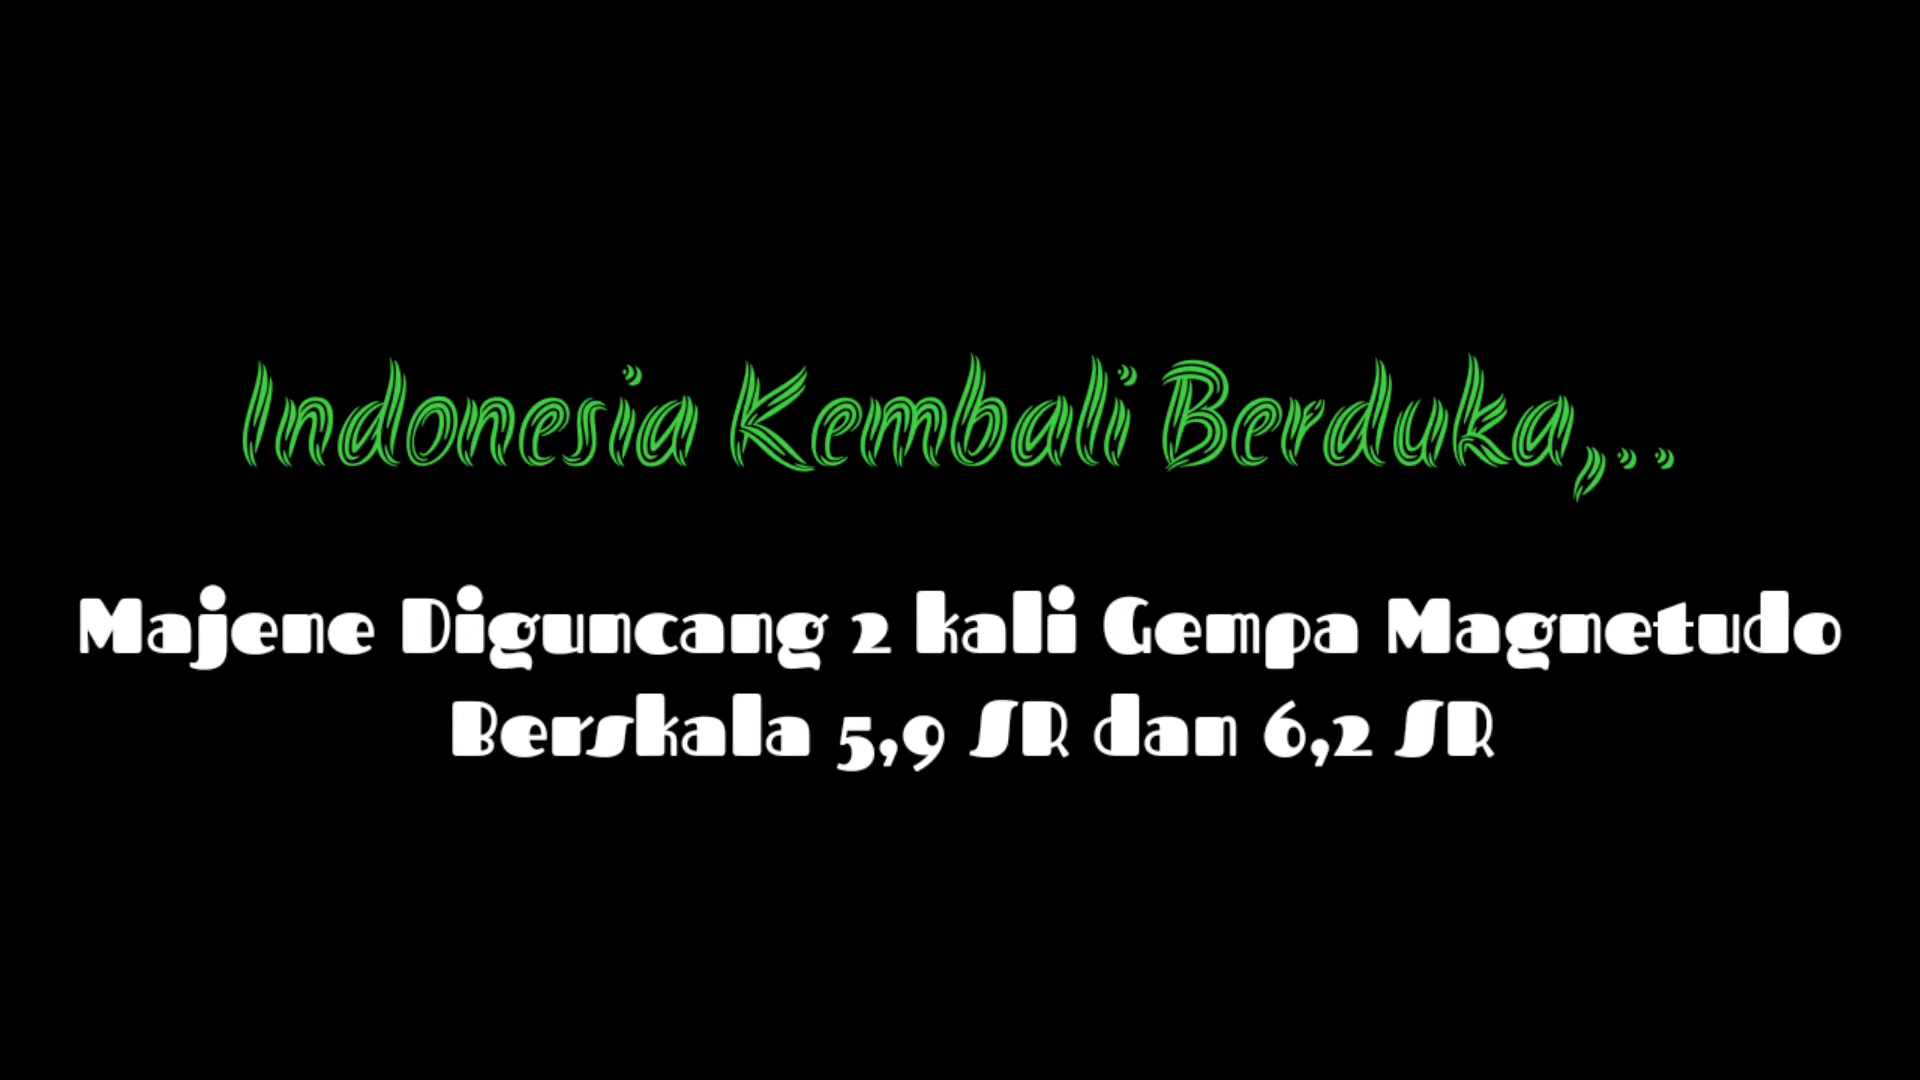 Indonesia Kembali Berduka,..
Majene Diguncang 2 kali Gempa Magnetudo
Berskala 5,9 SR dan 6,2 SR